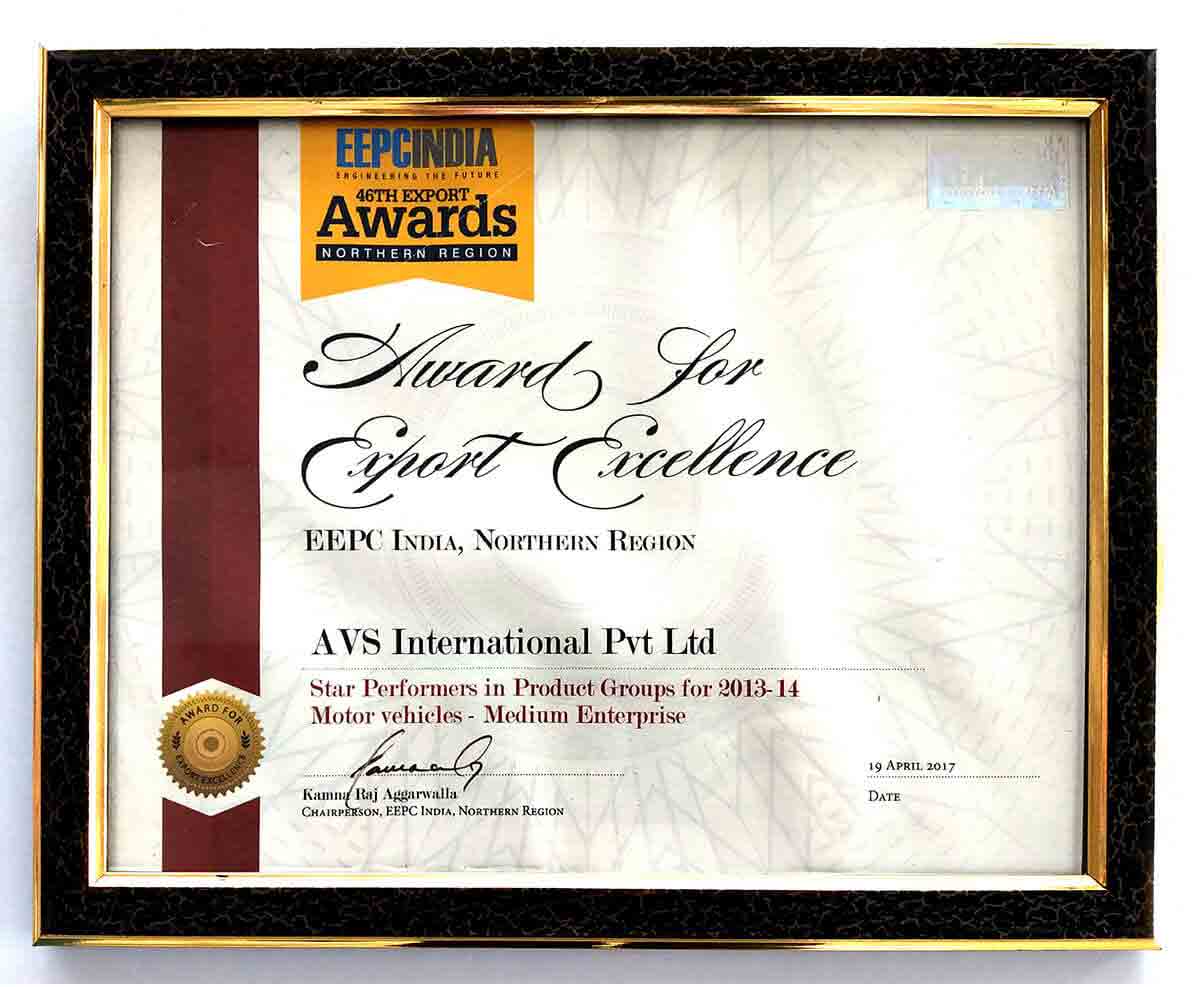 EEPCINDIA
ENGINEERING THE FUTURE
46TH EXPORT
Awards
NORTHERN REGION
Award for
Export Excellence
EEPC INDIA, NORTHERN REGION
AVS International Pvt Ltd
Star Performers in Product Groups for 2013-14
Motor vehicles - Medium Enterprise
AWARD FOR
EXPORT EXCELLENCE
19 APRIL 2017
Kamna Raj Aggarwalla
DATE
CHAIRPERSON, EEPC INDIA, NORTHERN REGION